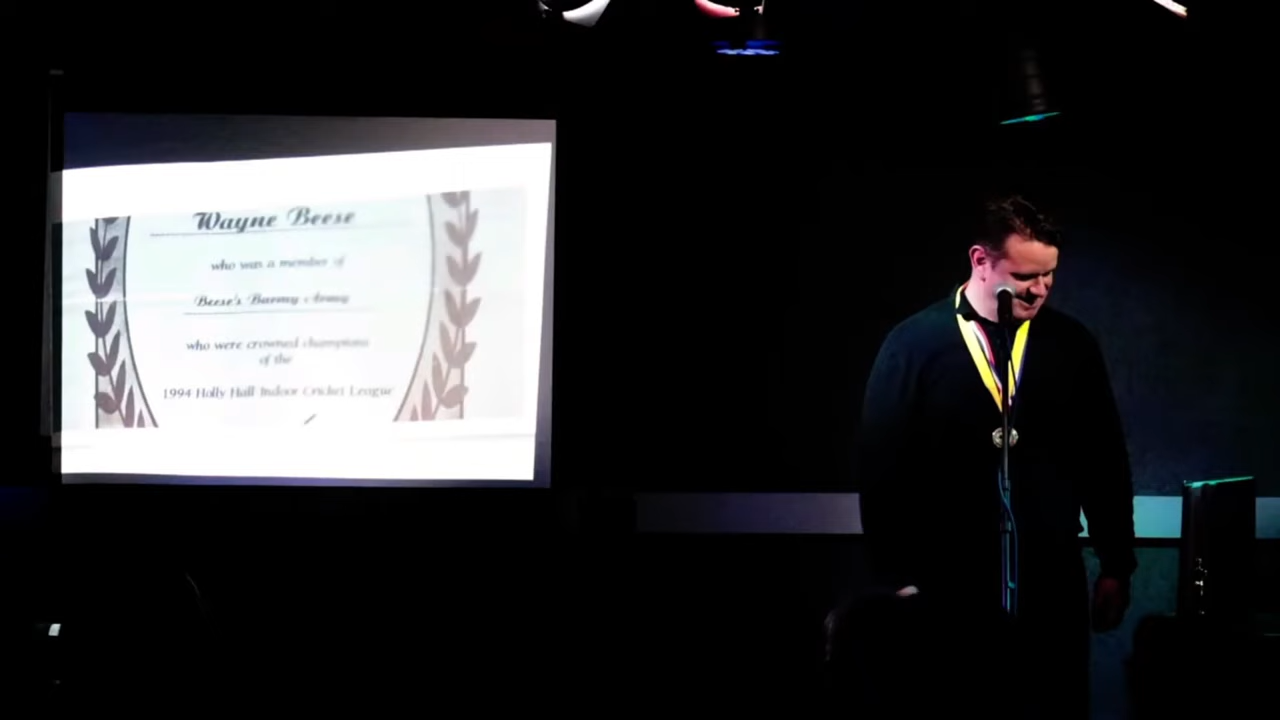 Wayne Beese
who was a member of
Beese's Barmy Army
who were crowned champions
of the
1994 Holly Hall Indoor Cricket League